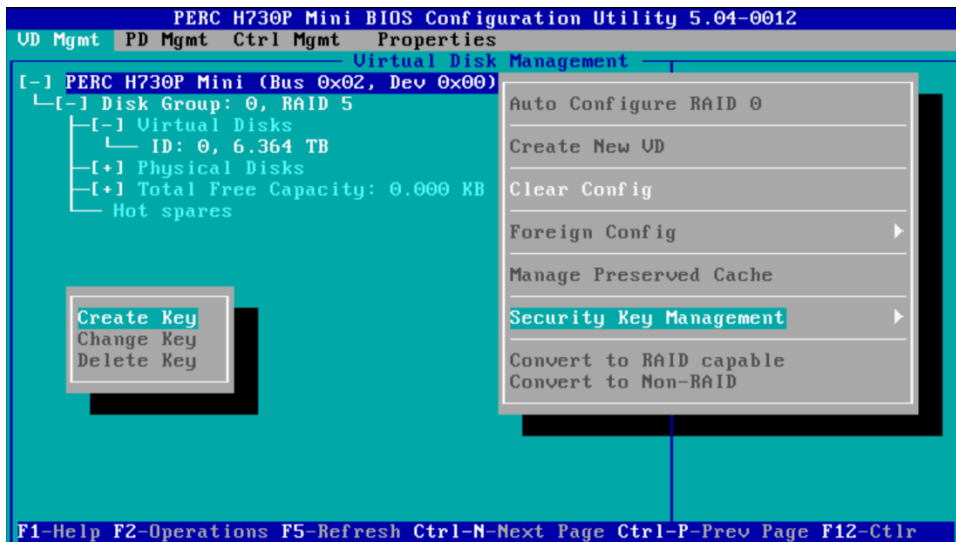 PERC H730P Mini BIOS Configuration Utility 5.04-0012
VD Mgmt PD Mgmt Ctrl Mgmt Properties
Virtual Disk Management
[-] PERC H730P Mini (Bus 0x02, Dev 0x00)
[-] Disk Group: 0, RAID 5
[-] Virtual Disks
ID: 0, 6.364 TB
[+] Physical Disks
[+] Total Free Capacity: 0.000 KB
Hot spares
Auto Configure RAID 0
Create New VD
Clear Config
Foreign Config
Manage Preserved Cache
Security Key Management
Convert to RAID capable
Convert to Non-RAID
Create Key
Change Key
Delete Key
F1-Help F2-Operations F5-Refresh Ctrl-N-Next Page Ctrl-P-Prev Page F12-Ctlr